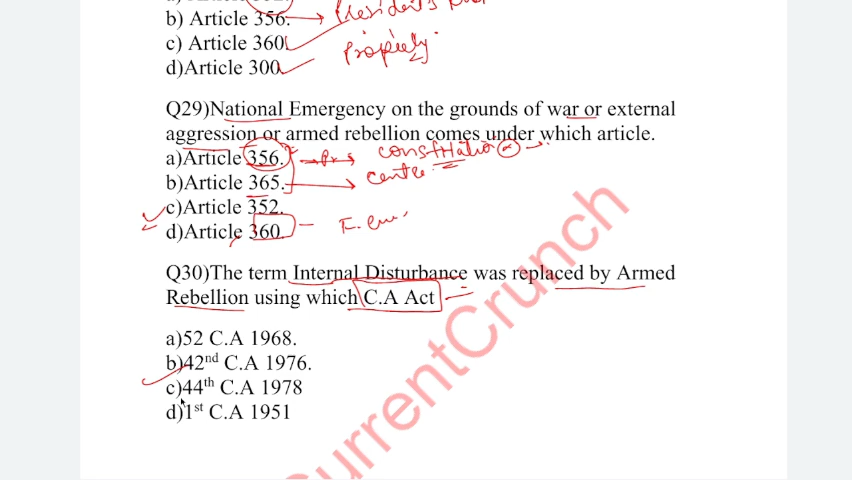 b) Article 356.
c) Article 360
d)Article 300
Q29)National Emergency on the grounds of war or external
aggression or armed rebellion comes under which article.
a)Article 356.
b)Article 365.
centre
c)Article 352.
d)Article 360.
Q30)The term Internal Disturbance was replaced by Armed
Rebellion using which C.A Act
a)52 C.A 1968.
b)42nd C.A 1976.
c)44th C.A 1978
d)1st C.A 1951
CurrentCrunch